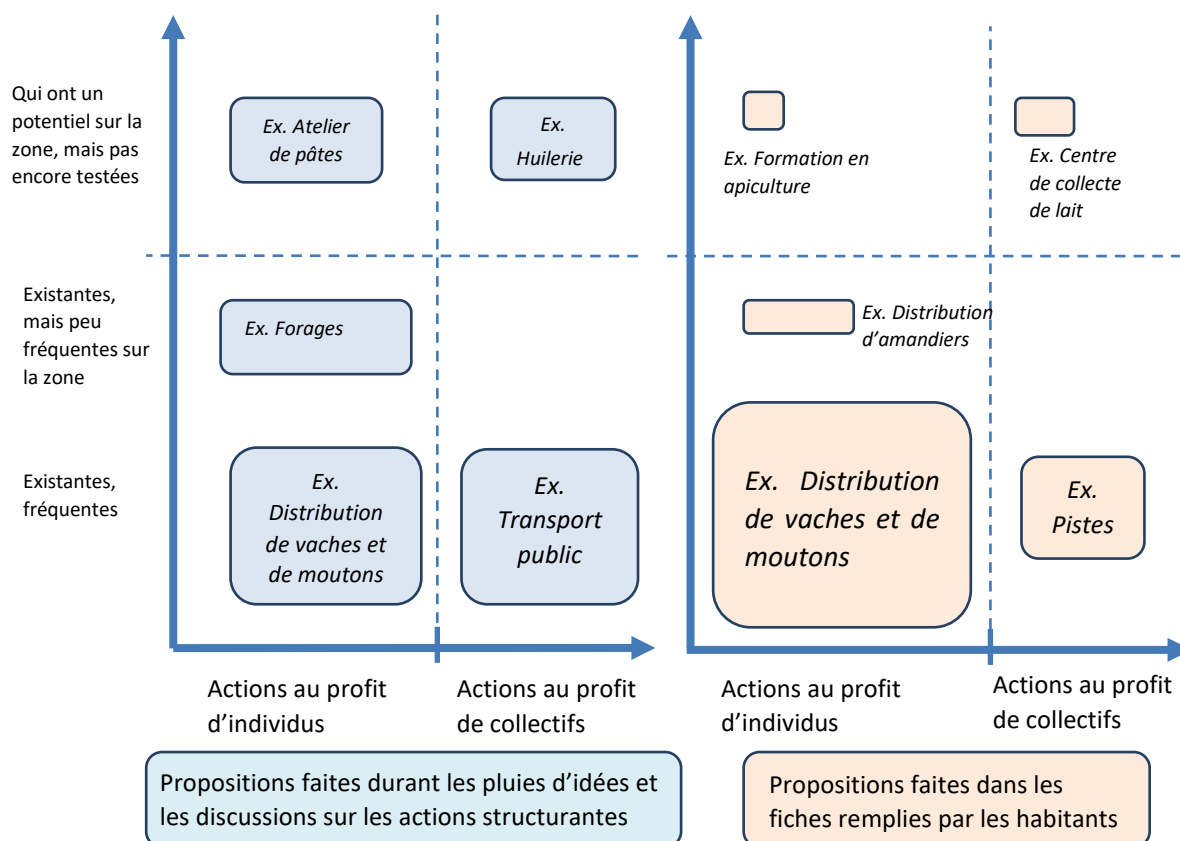 Qui ont un
potentiel sur la
zone, mais pas
encore testées
Ex. Atelier
de pâtes
Ex.
Huilerie
Ex. Formation en
apiculture
Ex. Centre
de collecte
de lait
Existantes,
mais peu
fréquentes sur
la zone
Ex. Forages
Ex. Distribution
d’amandiers
Existantes,
fréquentes
Ex.
Distribution
de vaches et
de moutons
Ex.
Transport
public
Ex. Distribution
de vaches et de
moutons
Ex.
Pistes
Actions au profit
d’individus
Actions au profit
de collectifs
Actions au profit
d’individus
Actions au profit
de collectifs
Propositions faites durant les pluies d’idées et
les discussions sur les actions structurantes
Propositions faites dans les
fiches remplies par les habitants